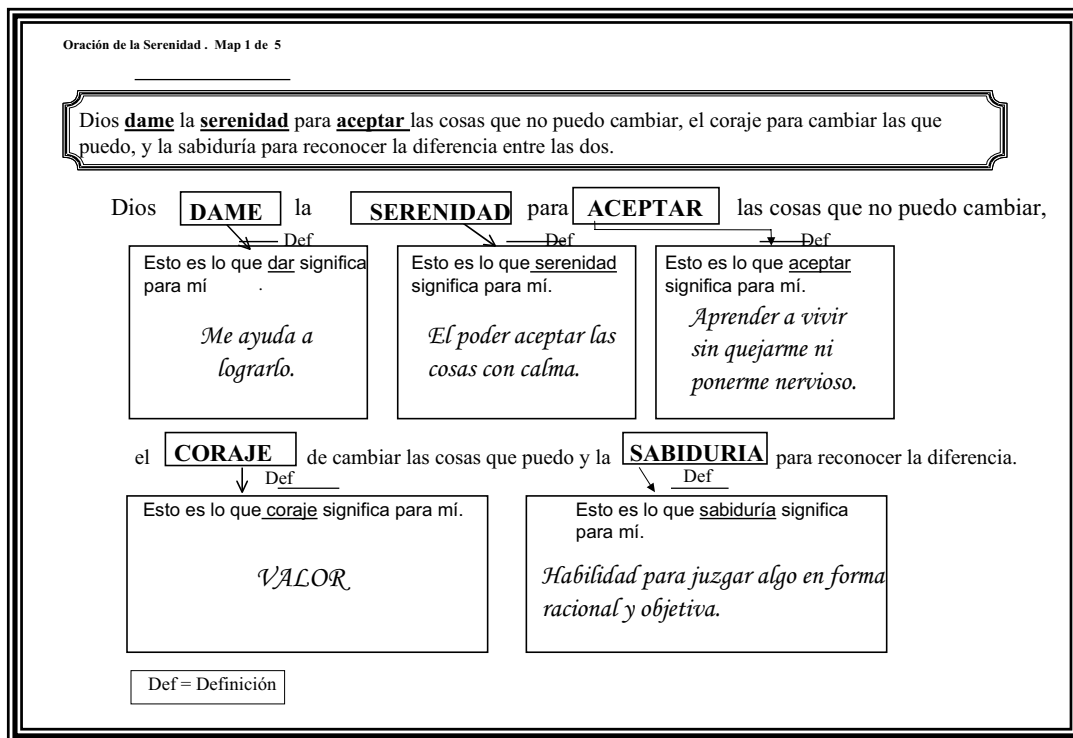 Oración de la Serenidad . Map 1 de 5
Dios dame la serenidad para aceptar las cosas que no puedo cambiar, el coraje para cambiar las que
puedo, y la sabiduría para reconocer la diferencia entre las dos.
Dios DAME la SERENIDAD para ACEPTAR las cosas que no puedo cambiar,
Def
Esto es lo que dar significa
para mí .
Me ayuda a
lograrlo.
Def
Esto es lo que serenidad
significa para mí.
El poder aceptar las
cosas con calma.
Def
Esto es lo que aceptar
significa para mí.
Aprender a vivir
sin quejarme ni
ponerme nervioso.
el CORAJE de cambiar las cosas que puedo y la SABIDURIA para reconocer la diferencia.
Def
Esto es lo que coraje significa para mí.
VALOR
Def
Esto es lo que sabiduría significa
para mí.
Habilidad para juzgar algo en forma
racional y objetiva.
Def = Definición